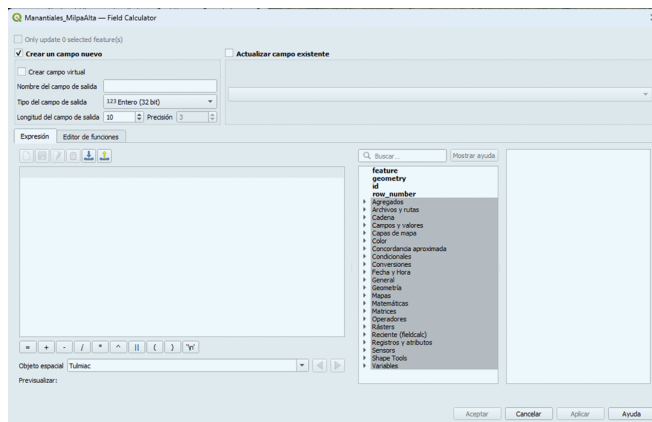 Manantiales_MilpaAlta — Field Calculator
Only update 0 selected feature(s)
Crear un campo nuevo
Actualizar campo existente
Crear campo virtual
Nombre del campo de salida
Tipo del campo de salida 123 Entero (32 bit)
Longitud del campo de salida 10 Precisión 3
Expresión Editor de funciones
Buscar... Mostrar ayuda
feature
geometry
id
row_number
Agregados
Archivos y rutas
Cadena
Campos y valores
Capas de mapa
Color
Concordancia aproximada
Condicionales
Conversiones
Fecha y Hora
General
Geometría
Mapas
Matemáticas
Matrices
Operadores
Rásters
Reciente (fieldcalc)
Registros y atributos
Sensors
Shape Tools
Variables
= + - / * ^ || ( ) '\n'
Objeto espacial Tulmiac
Previsualizar:
Aceptar Cancelar Aplicar Ayuda